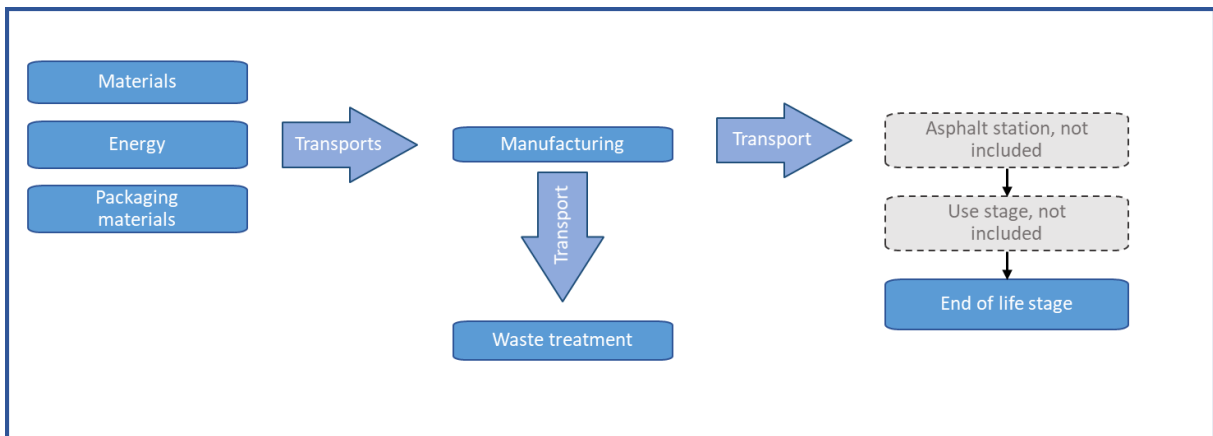 Materials
Energy
Packaging
materials
Transports
Manufacturing
Transport
Waste treatment
Transport
Asphalt station, not
included
Use stage, not
included
End of life stage